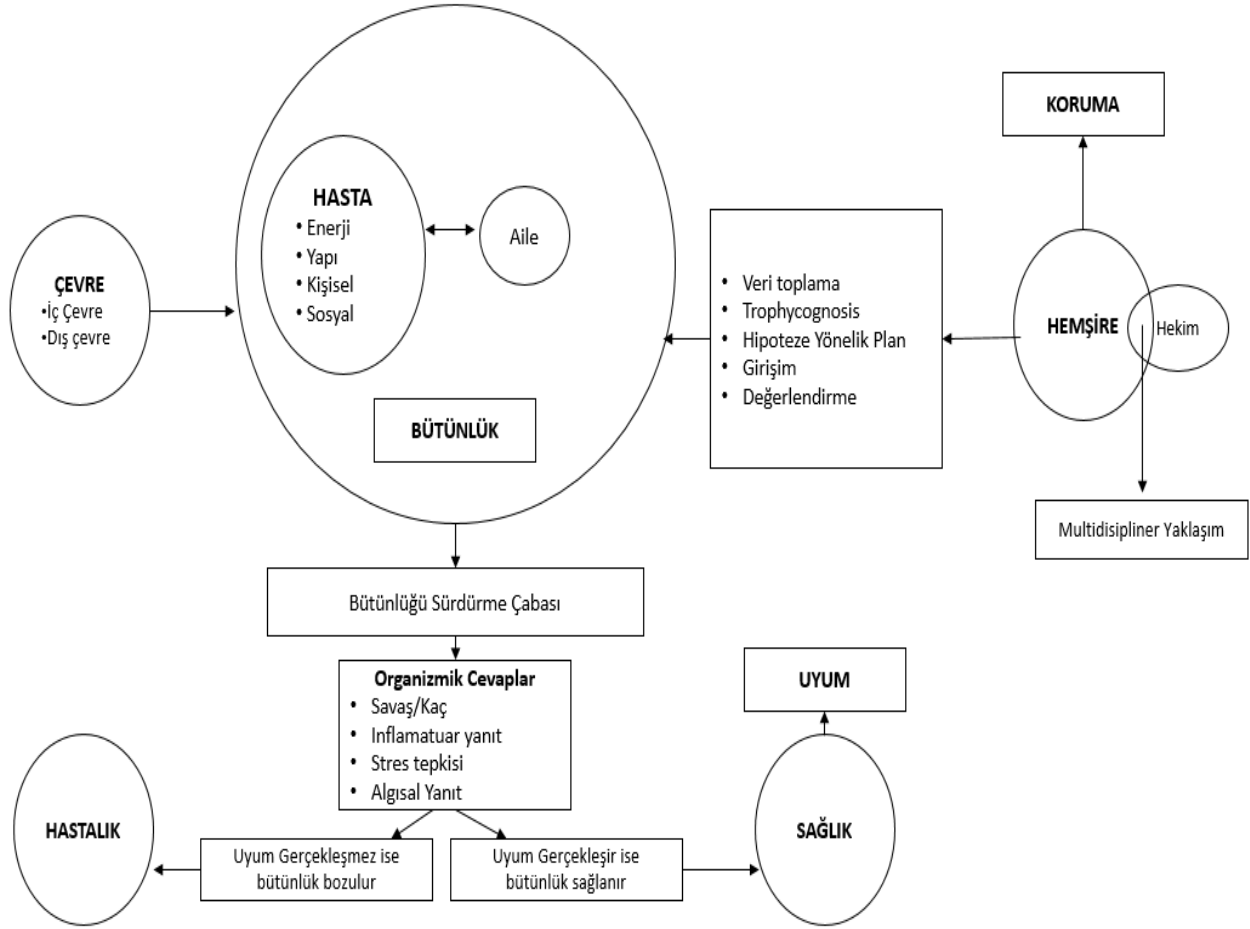 KORUMA
HASTA
• Enerji
• Yapı
• Kişisel
• Sosyal
Aile
ÇEVRE
•İç Çevre
•Dış çevre
• Veri toplama
• Trophycognosis
• Hipoteze Yönelik Plan
• Girişim
• Değerlendirme
HEMŞİRE
Hekim
BÜTÜNLÜK
Multidisipliner Yaklaşım
Bütünlüğü Sürdürme Çabası
Organizmik Cevaplar
• Savaş/Kaç
• Inflamatuar yanıt
• Stres tepkisi
• Algısal Yanıt
UYUM
HASTALIK
Uyum Gerçekleşmez ise
bütünlük bozulur
Uyum Gerçekleşir ise
bütünlük sağlanır
SAĞLIK